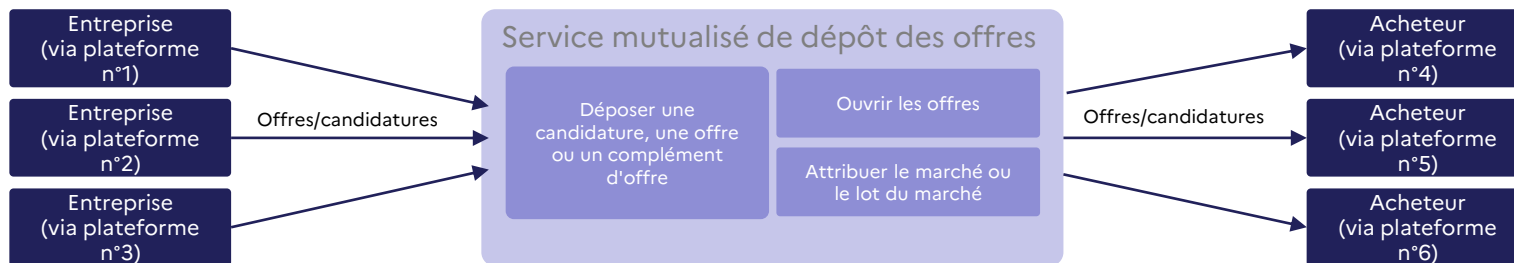 Entreprise
(via plateforme
n°1)
Entreprise
(via plateforme
n°2)
Entreprise
(via plateforme
n°3)
Offres/candidatures
Service mutualisé de dépôt des offres
Déposer une
candidature, une offre
ou un complément
d'offre
Ouvrir les offres
Attribuer le marché ou
le lot du marché
Offres/candidatures
Acheteur
(via plateforme
n°4)
Acheteur
(via plateforme
n°5)
Acheteur
(via plateforme
n°6)